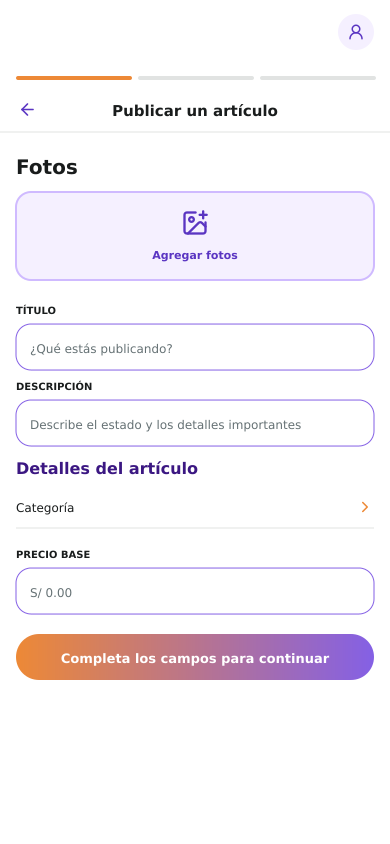 Publicar un artículo
Fotos
Agregar fotos
TÍTULO
¿Qué estás publicando?
DESCRIPCIÓN
Describe el estado y los detalles importantes
Detalles del artículo
Categoría
PRECIO BASE
S/ 0.00
Completa los campos para continuar